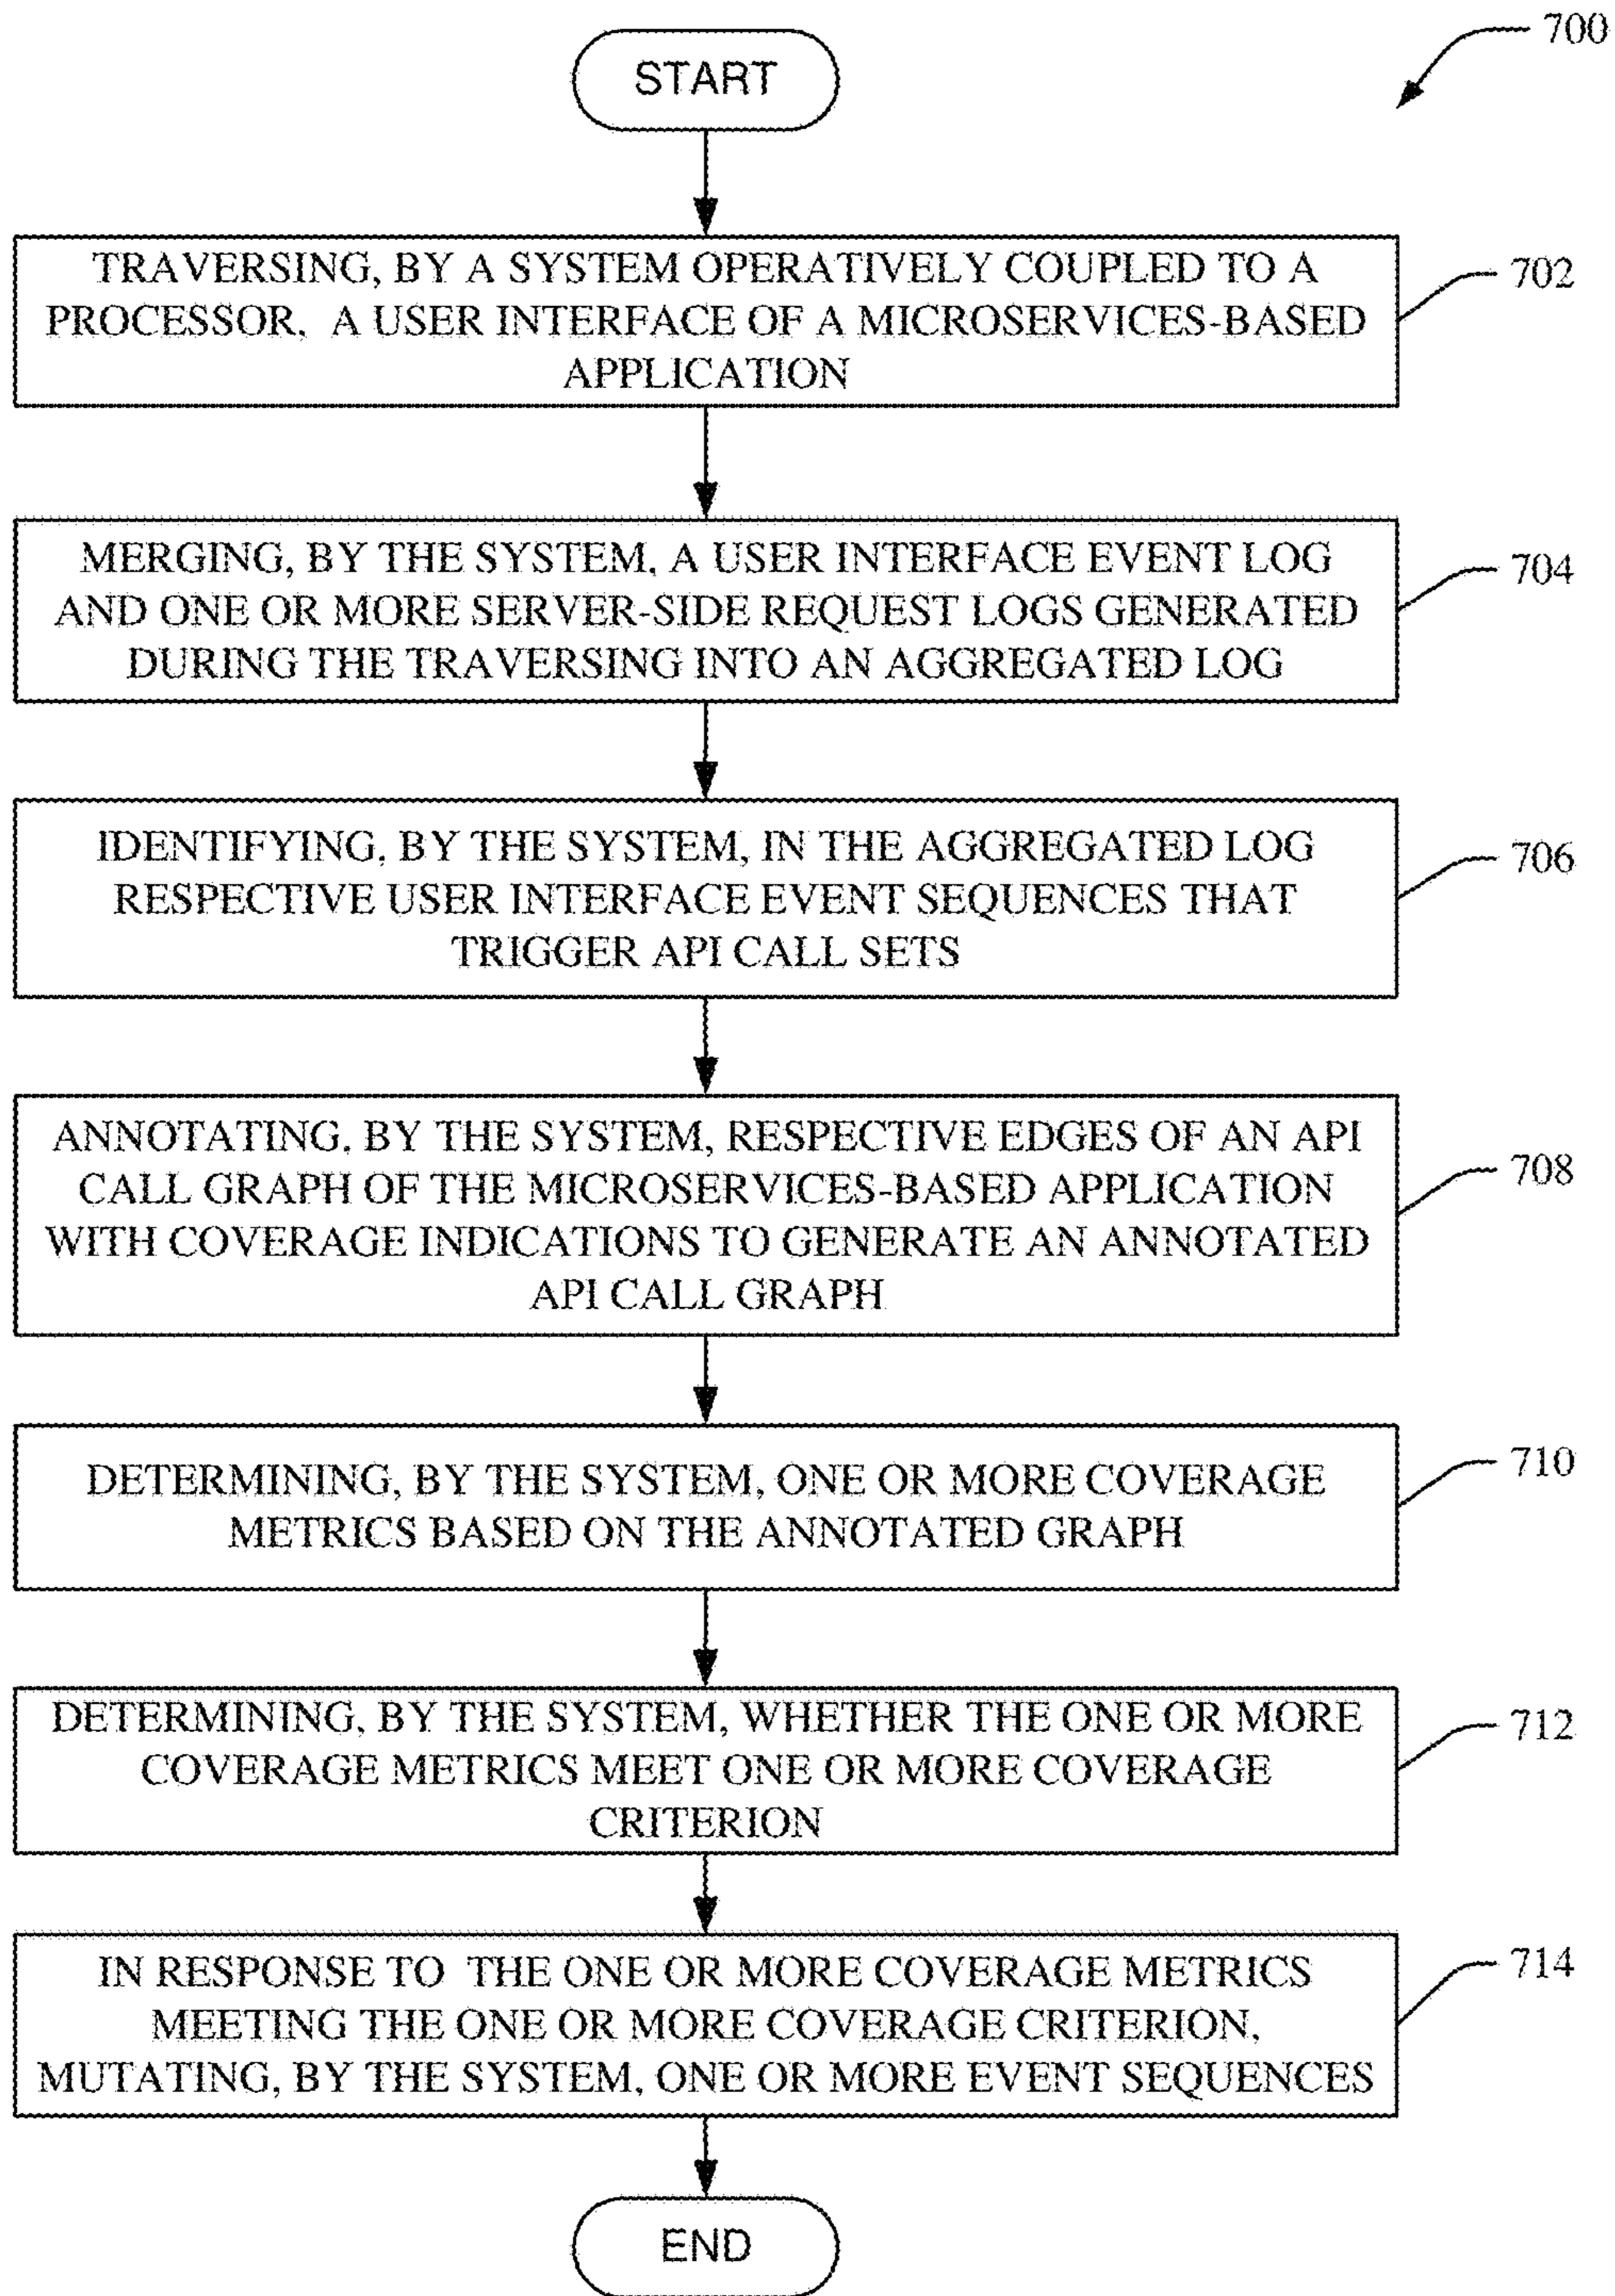 700
START
TRAVERSING, BY A SYSTEM OPERATIVELY COUPLED TO A
PROCESSOR, A USER INTERFACE OF A MICROSERVICES-BASED
APPLICATION
702
MERGING, BY THE SYSTEM, A USER INTERFACE EVENT LOG
AND ONE OR MORE SERVER-SIDE REQUEST LOGS GENERATED
DURING THE TRAVERSING INTO AN AGGREGATED LOG
704
IDENTIFYING, BY THE SYSTEM, IN THE AGGREGATED LOG
RESPECTIVE USER INTERFACE EVENT SEQUENCES THAT
TRIGGER API CALL SETS
706
ANNOTATING, BY THE SYSTEM, RESPECTIVE EDGES OF AN API
CALL GRAPH OF THE MICROSERVICES-BASED APPLICATION
WITH COVERAGE INDICATIONS TO GENERATE AN ANNOTATED
API CALL GRAPH
708
DETERMINING, BY THE SYSTEM, ONE OR MORE COVERAGE
METRICS BASED ON THE ANNOTATED GRAPH
710
DETERMINING, BY THE SYSTEM, WHETHER THE ONE OR MORE
COVERAGE METRICS MEET ONE OR MORE COVERAGE
CRITERION
712
IN RESPONSE TO THE ONE OR MORE COVERAGE METRICS
MEETING THE ONE OR MORE COVERAGE CRITERION,
MUTATING, BY THE SYSTEM, ONE OR MORE EVENT SEQUENCES
714
END